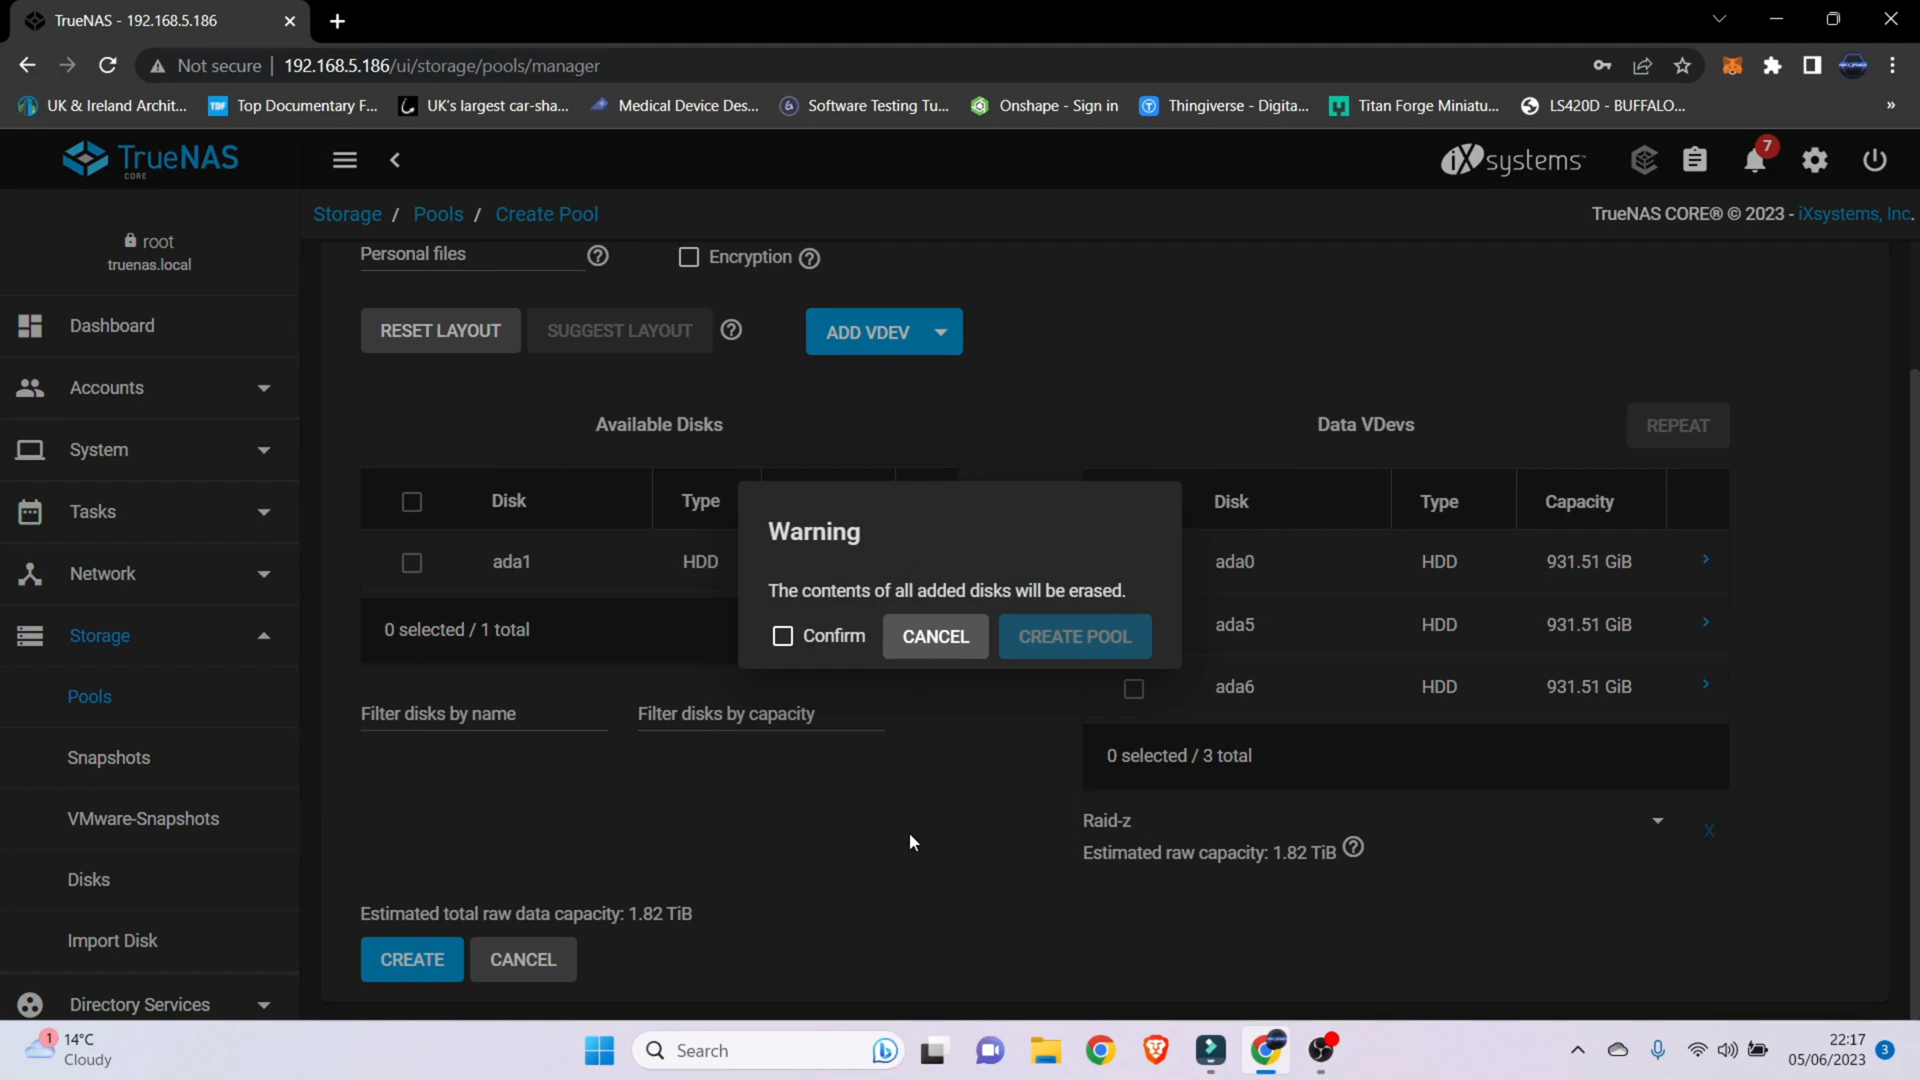 TrueNAS - 192.168.5.186
Not secure
192.168.5.186/ui/storage/pools/manager
UK & Ireland Archit...
Top Documentary F...
UK's largest car-sha...
Medical Device Des...
Software Testing Tu...
Onshape - Sign in
Thingiverse - Digita...
Titan Forge Miniatu...
LS420D - BUFFALO...
»
TrueNAS
CORE
iXsystems
7
Storage / Pools / Create Pool
TrueNAS CORE® © 2023 - iXsystems, Inc.
root
truenas.local
Dashboard
Accounts
System
Tasks
Network
Storage
Pools
Snapshots
VMware-Snapshots
Disks
Import Disk
Directory Services
Personal files
Encryption
RESET LAYOUT
SUGGEST LAYOUT
ADD VDEV
Available Disks
Disk Type
ada1 HDD
0 selected / 1 total
Filter disks by name
Filter disks by capacity
Data VDevs
REPEAT
Disk Type Capacity
ada0 HDD 931.51 GiB
ada5 HDD 931.51 GiB
ada6 HDD 931.51 GiB
0 selected / 3 total
Raid-z
X
Estimated raw capacity: 1.82 TiB
Warning
The contents of all added disks will be erased.
Confirm
CANCEL
CREATE POOL
Estimated total raw data capacity: 1.82 TiB
CREATE
CANCEL
1
14°C
Cloudy
Search
22:17
05/06/2023
3